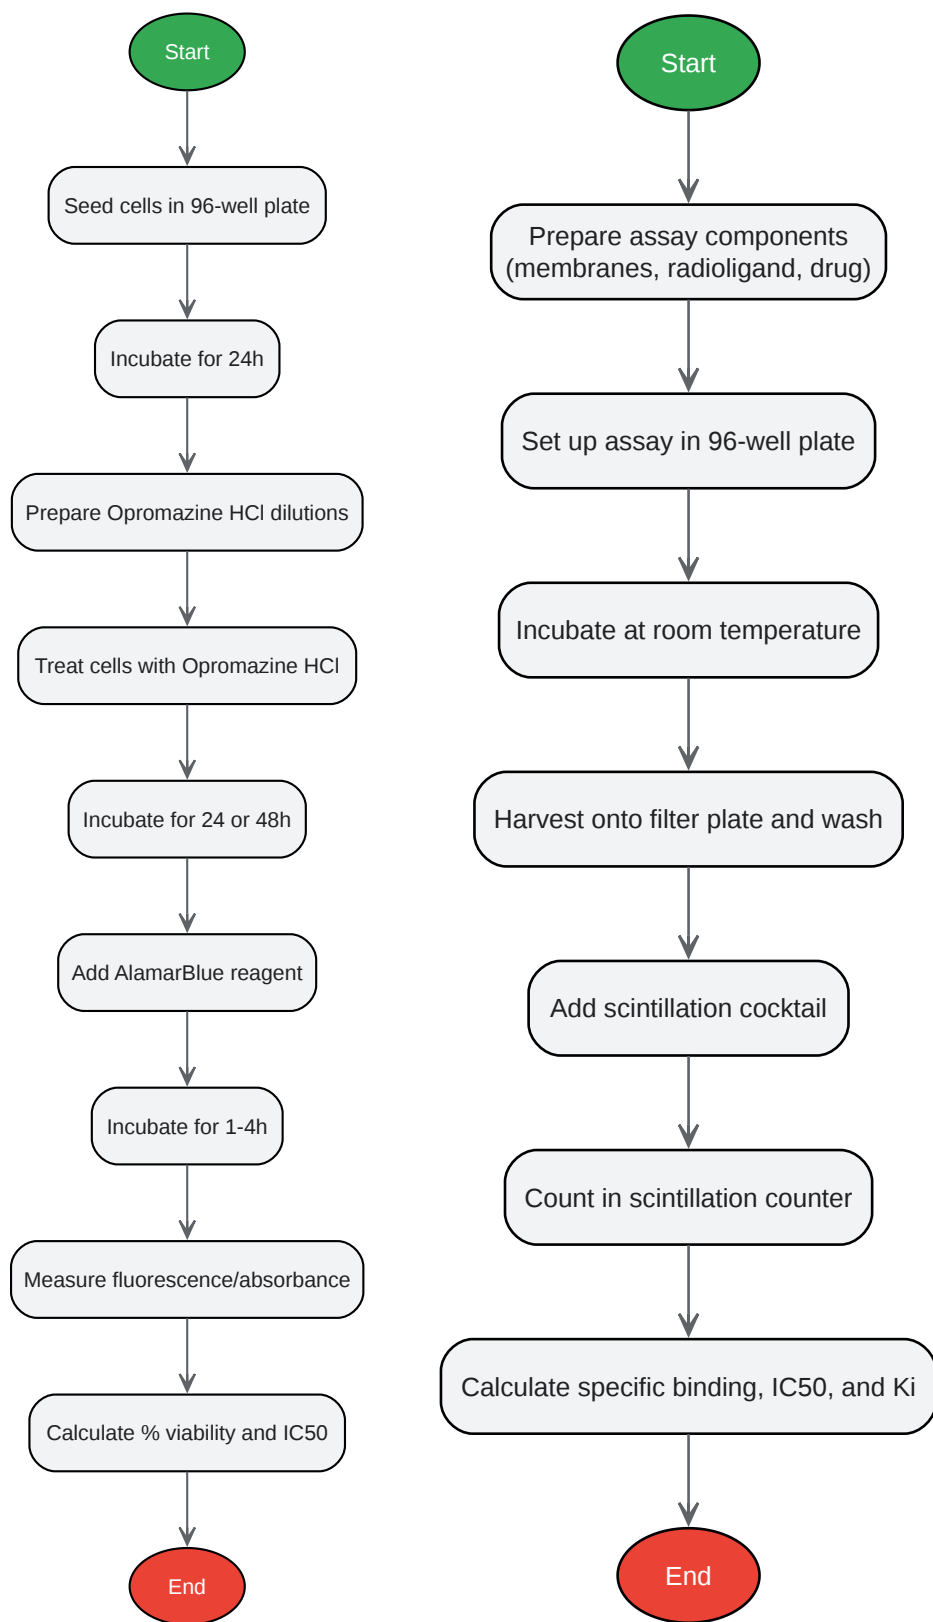 Start
Seed cells in 96-well plate
Incubate for 24h
Prepare Opromazine HCl dilutions
Treat cells with Opromazine HCl
Incubate for 24 or 48h
Add AlamarBlue reagent
Incubate for 1-4h
Measure fluorescence/absorbance
Calculate % viability and IC50
End
Start
Prepare assay components
(membranes, radioligand, drug)
Set up assay in 96-well plate
Incubate at room temperature
Harvest onto filter plate and wash
Add scintillation cocktail
Count in scintillation counter
Calculate specific binding, IC50, and Ki
End